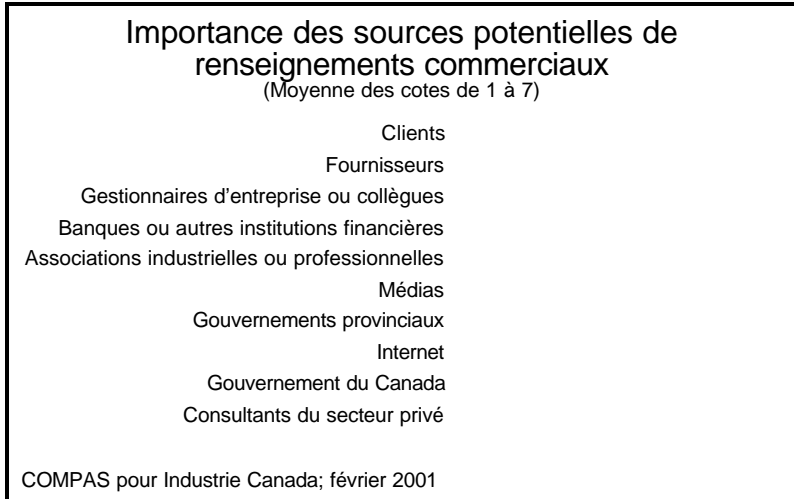 Importance des sources potentielles de
renseignements commerciaux
(Moyenne des cotes de 1 à 7)
Clients
Fournisseurs
Gestionnaires d'entreprise ou collègues
Banques ou autres institutions financières
Associations industrielles ou professionnelles
Médias
Gouvernements provinciaux
Internet
Gouvernement du Canada
Consultants du secteur privé
COMPAS pour Industrie Canada; février 2001